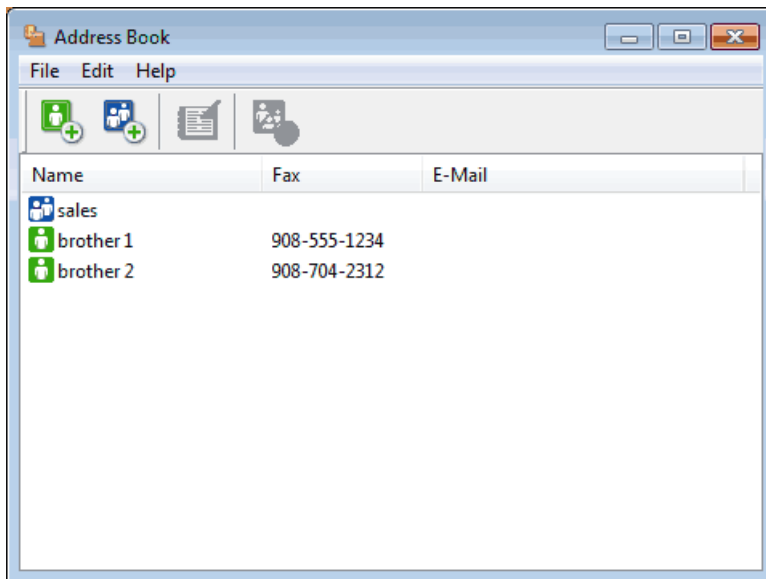 Address Book
File Edit Help
Name Fax E-Mail
sales
brother 1 908-555-1234
brother 2 908-704-2312